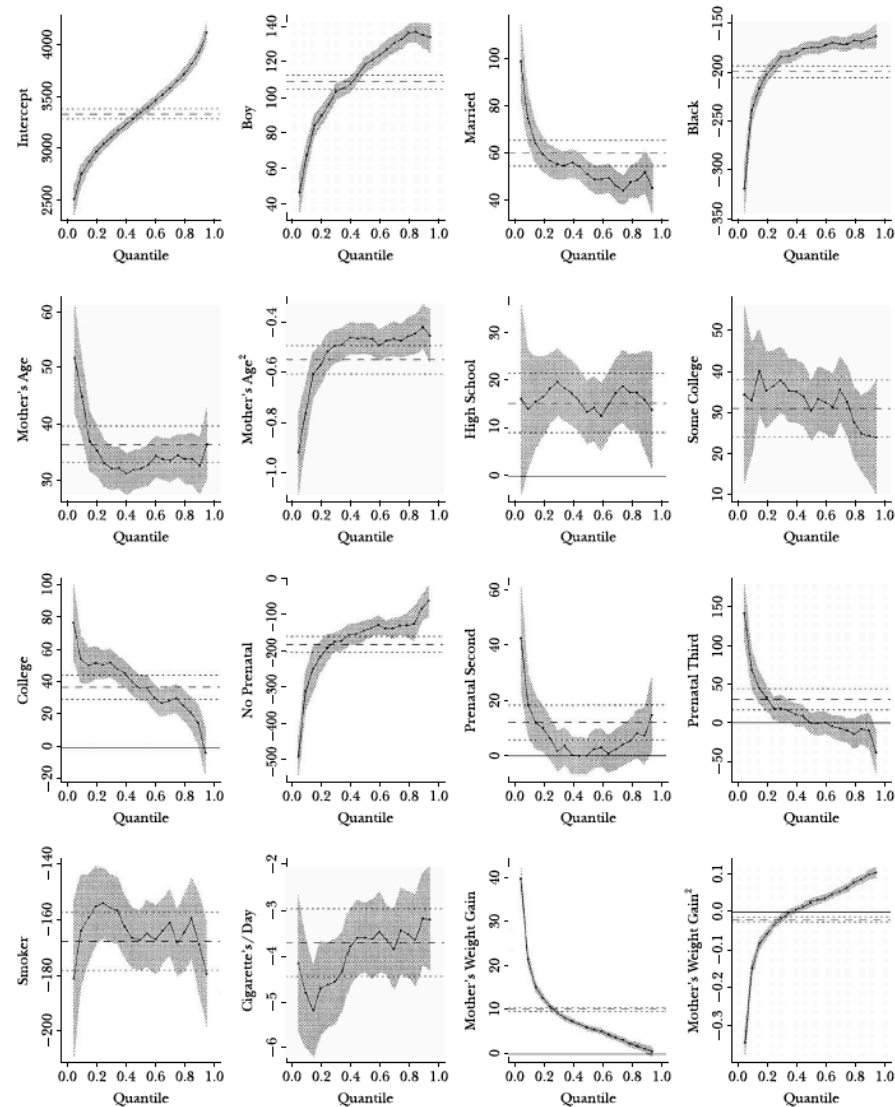 Intercept
2500 3000 3500 4000
0.0 0.2 0.4 0.6 0.8 1.0
Quantile
Boy
40 60 80 100 120 140
0.0 0.2 0.4 0.6 0.8 1.0
Quantile
Married
40 60 80 100
0.0 0.2 0.4 0.6 0.8 1.0
Quantile
Black
−350 −300 −250 −200 −150
0.0 0.2 0.4 0.6 0.8 1.0
Quantile
Mother's Age
30 40 50 60
0.0 0.2 0.4 0.6 0.8 1.0
Quantile
Mother's Age²
−1.0 −0.8 −0.6 −0.4
0.0 0.2 0.4 0.6 0.8 1.0
Quantile
High School
0 10 20 30
0.0 0.2 0.4 0.6 0.8 1.0
Quantile
Some College
10 20 30 40 50
0.0 0.2 0.4 0.6 0.8 1.0
Quantile
College
−20 0 20 40 60 80 100
0.0 0.2 0.4 0.6 0.8 1.0
Quantile
No Prenatal
−500 −400 −300 −200 −100 0
0.0 0.2 0.4 0.6 0.8 1.0
Quantile
Prenatal Second
0 20 40 60
0.0 0.2 0.4 0.6 0.8 1.0
Quantile
Prenatal Third
−50 0 50 100 150
0.0 0.2 0.4 0.6 0.8 1.0
Quantile
Smoker
−200 −180 −160 −140
0.0 0.2 0.4 0.6 0.8 1.0
Quantile
Cigarette's/Day
−6 −5 −4 −3 −2
0.0 0.2 0.4 0.6 0.8 1.0
Quantile
Mother's Weight Gain
0 10 20 30 40
0.0 0.2 0.4 0.6 0.8 1.0
Quantile
Mother's Weight Gain²
−0.3 0.2 0.1 0.0 0.1
0.0 0.2 0.4 0.6 0.8 1.0
Quantile